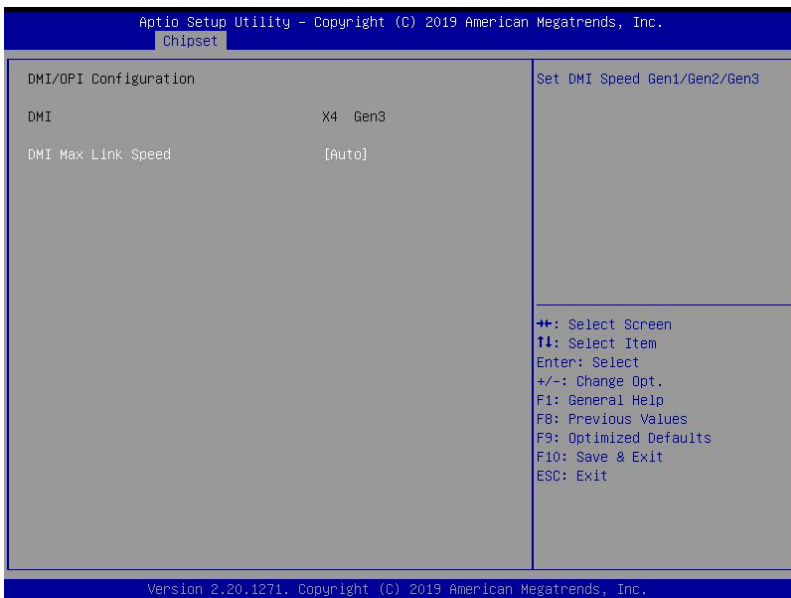 Aptio Setup Utility – Copyright (C) 2019 American Megatrends, Inc.
Chipset
DMI/OPI Configuration
DMI X4 Gen3
DMI Max Link Speed [Auto]
Set DMI Speed Gen1/Gen2/Gen3
→←: Select Screen
↑↓: Select Item
Enter: Select
+/-: Change Opt.
F1: General Help
F8: Previous Values
F9: Optimized Defaults
F10: Save & Exit
ESC: Exit
Version 2.20.1271. Copyright (C) 2019 American Megatrends, Inc.